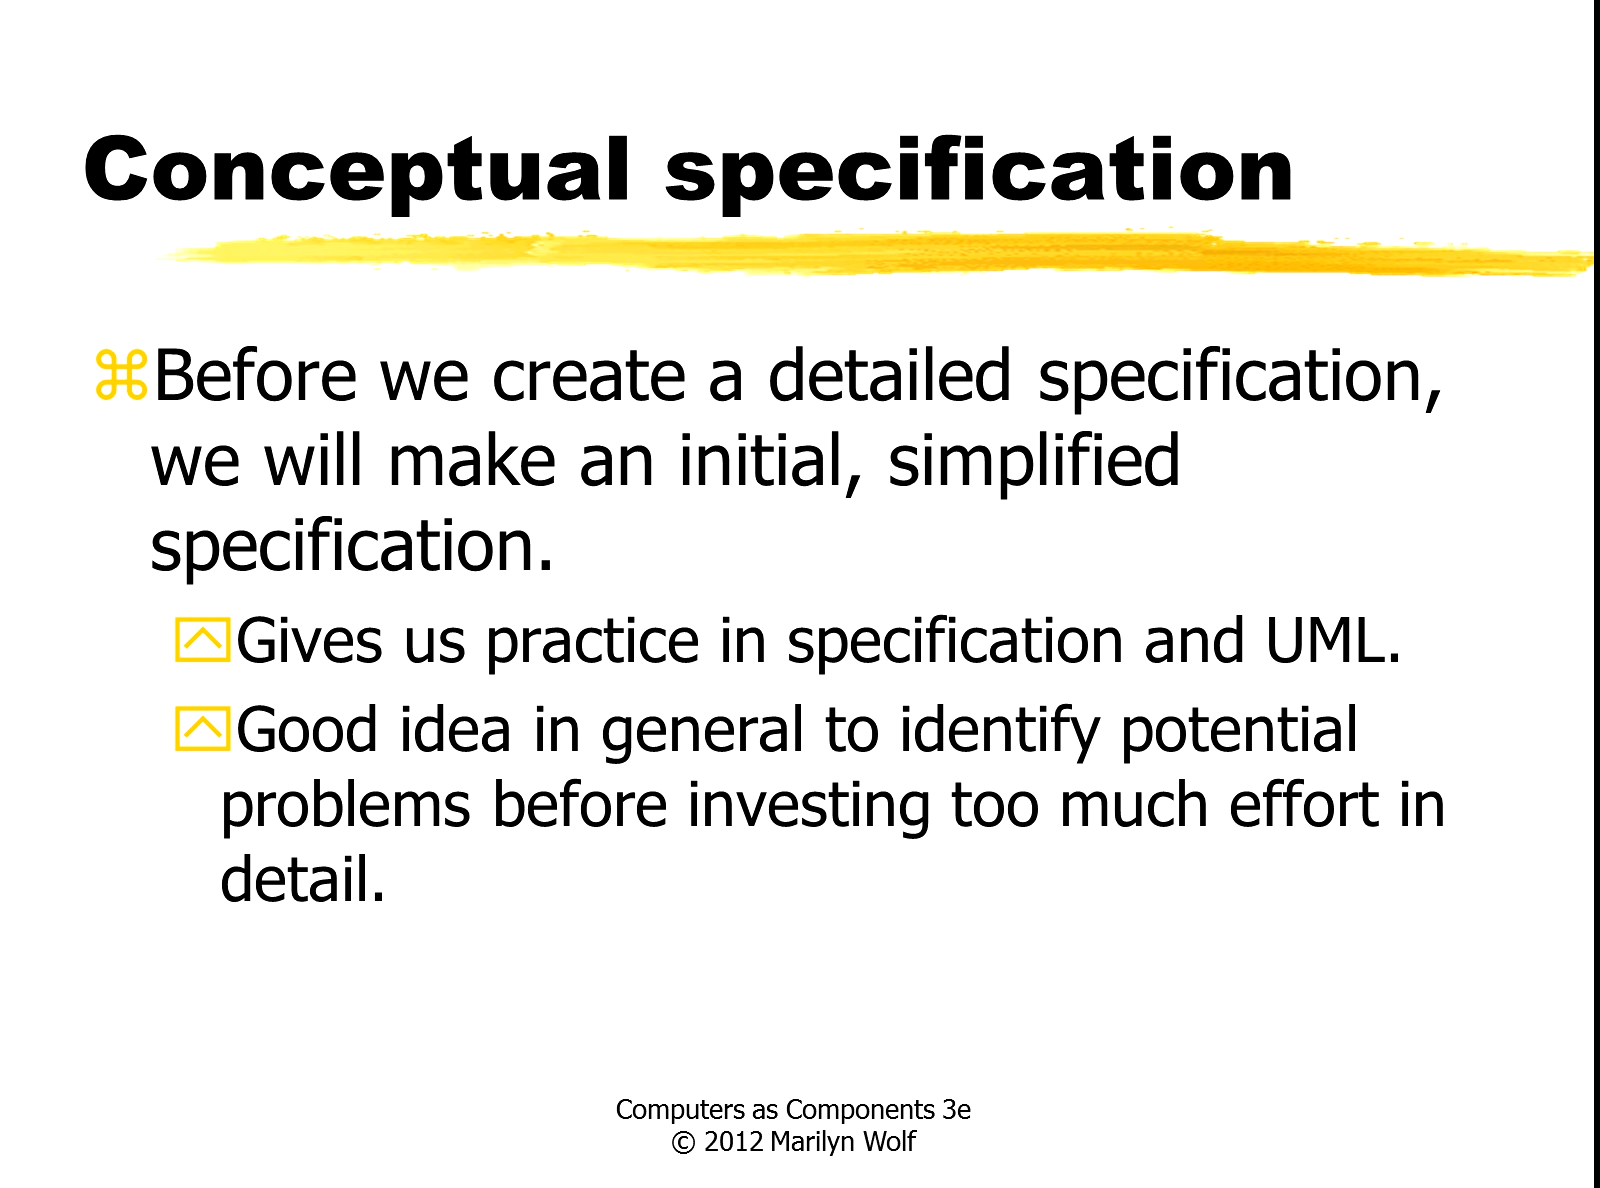 Conceptual specification
⌘Before we create a detailed specification,
we will make an initial, simplified
specification.
Gives us practice in specification and UML.
Good idea in general to identify potential
problems before investing too much effort in
detail.
Computers as Components 3e
© 2012 Marilyn Wolf